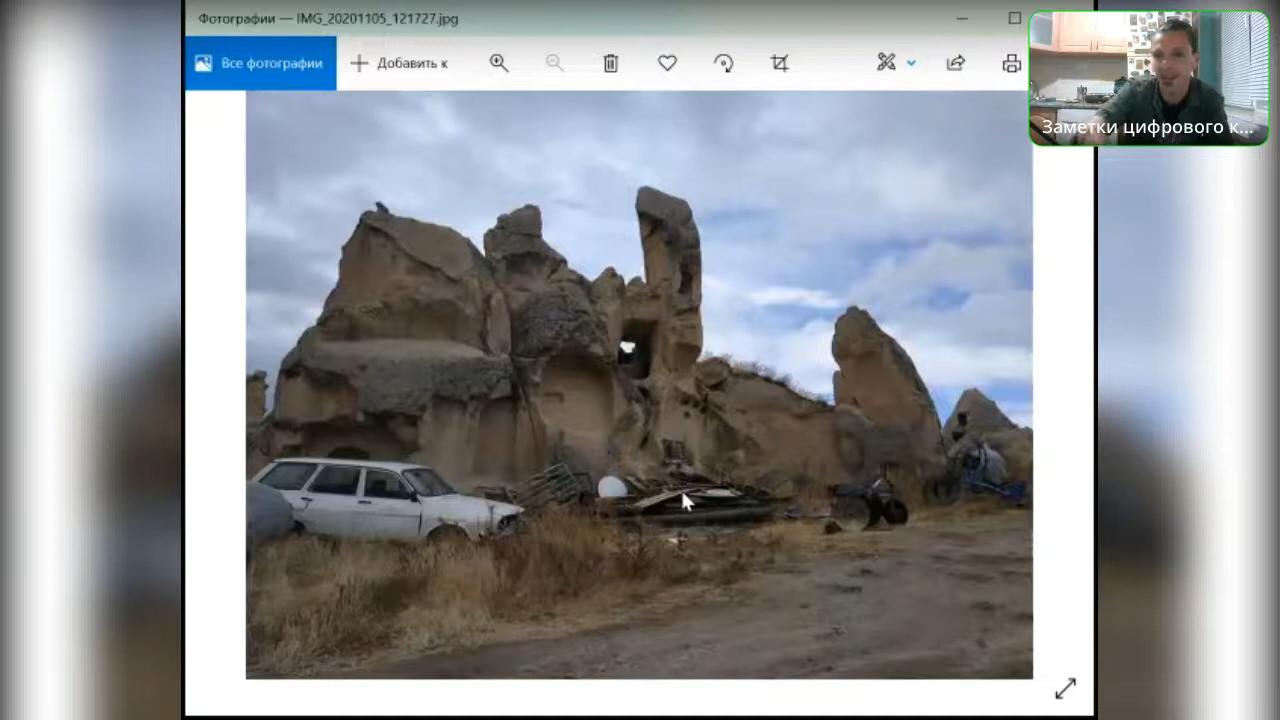 Фотографии — IMG_20201105_121727.jpg
Все фотографии
Добавить к
Заметки цифрового к...